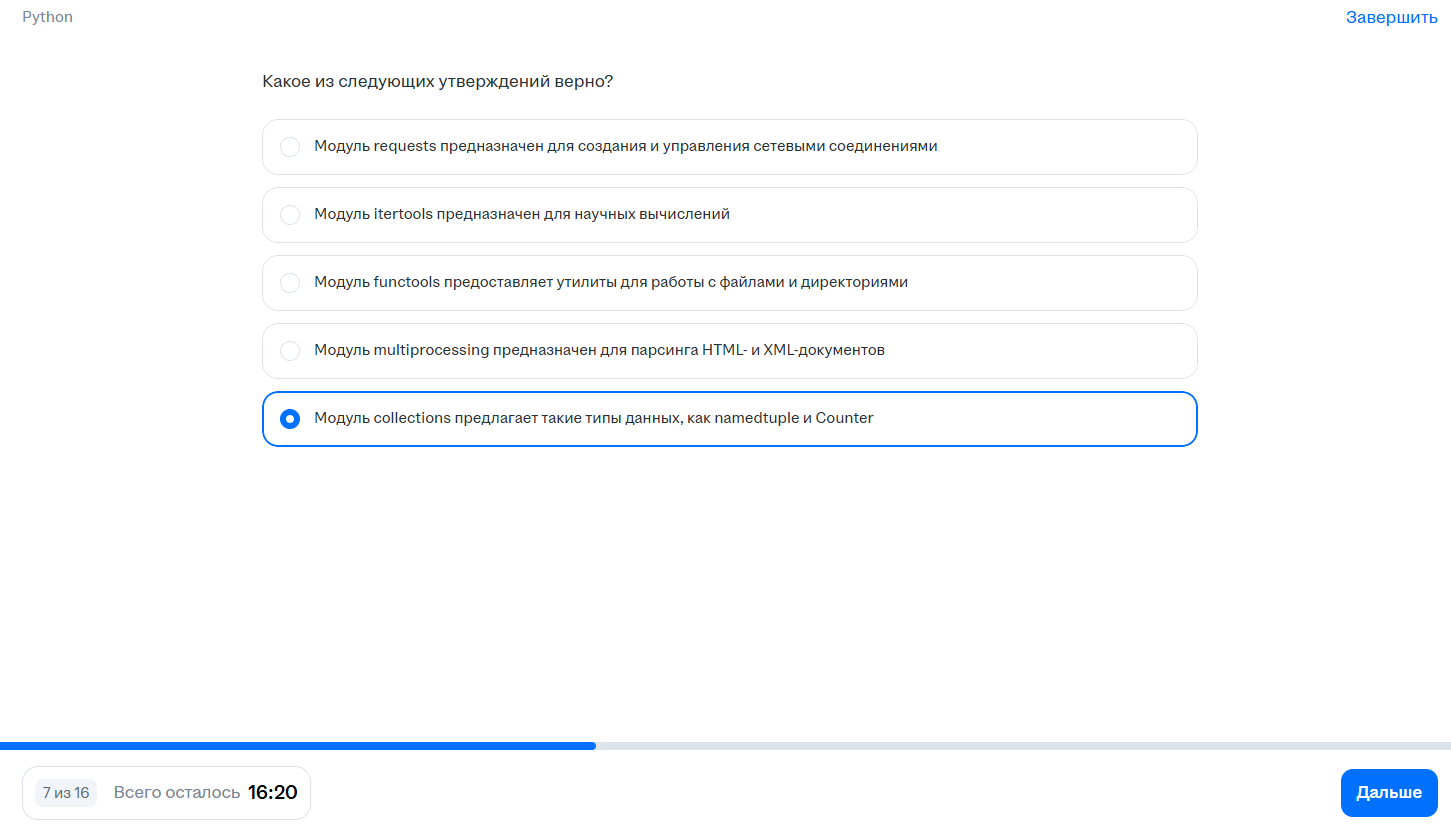 Python
Завершить
Какое из следующих утверждений верно?
Модуль requests предназначен для создания и управления сетевыми соединениями
Модуль itertools предназначен для научных вычислений
Модуль functools предоставляет утилиты для работы с файлами и директориями
Модуль multiprocessing предназначен для парсинга HTML- и XML-документов
Модуль collections предлагает такие типы данных, как namedtuple и Counter
7 из 16 Всего осталось 16:20
Дальше